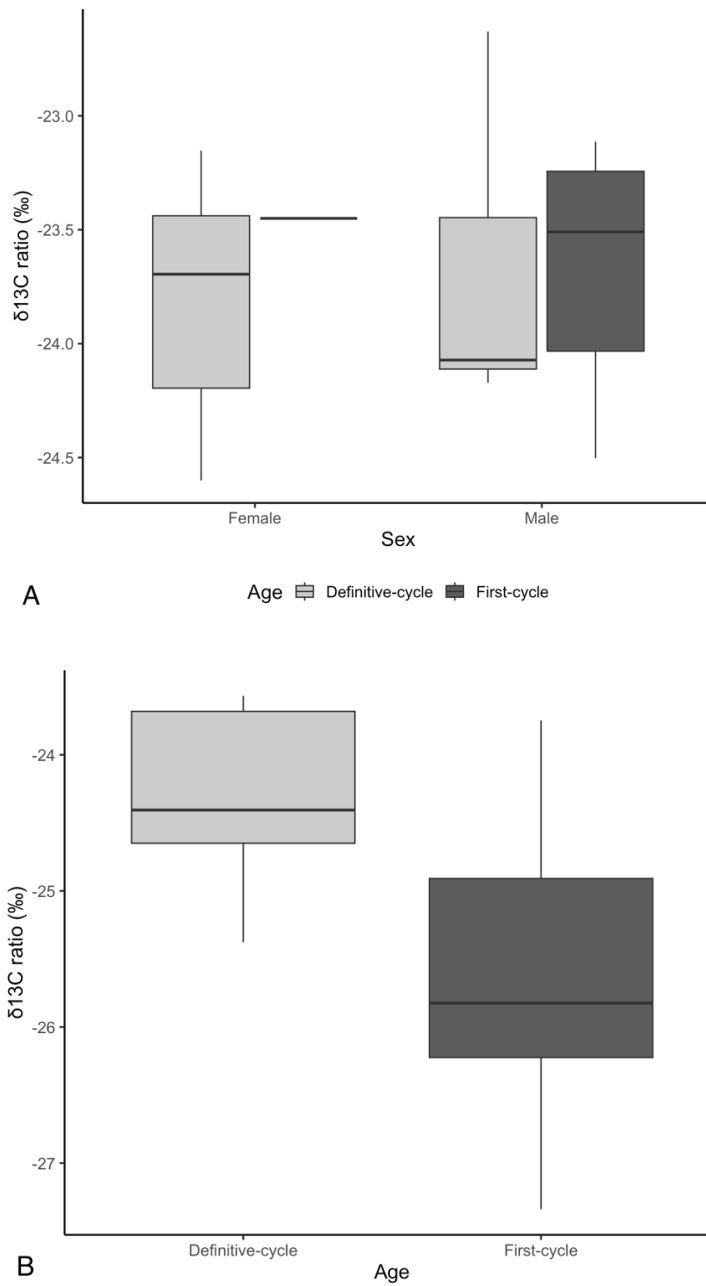 -23.0
-23.5
-24.0
-24.5
δ13C ratio (‰)
Female
Male
Sex
A
Age Definitive-cycle First-cycle
-24
-25
-26
-27
δ13C ratio (‰)
Definitive-cycle
First-cycle
Age
B